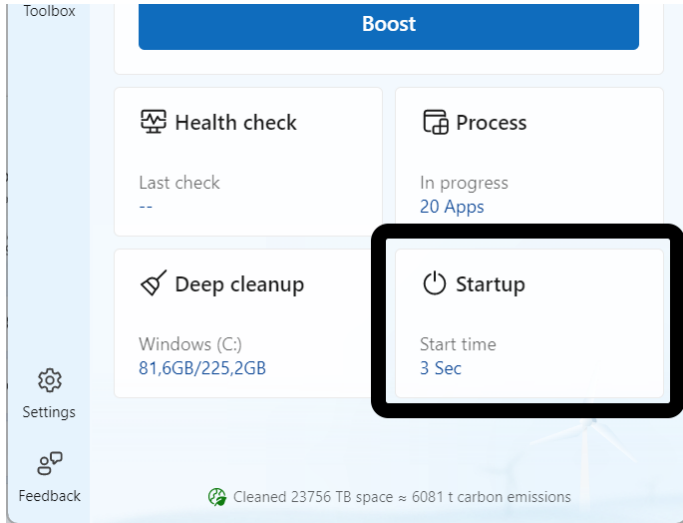 Toolbox
Boost
Health check
Last check
--
Process
In progress
20 Apps
Deep cleanup
Windows (C:)
81,6GB/225,2GB
Startup
Start time
3 Sec
Settings
Feedback
Cleaned 23756 TB space ≈ 6081 t carbon emissions